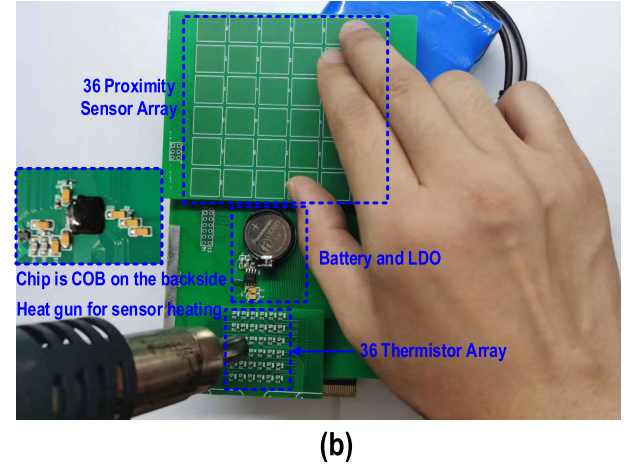 36 Proximity
Sensor Array
Battery and LDO
Chip is COB on the backside
Heat gun for sensor heating
36 Thermistor Array
(b)